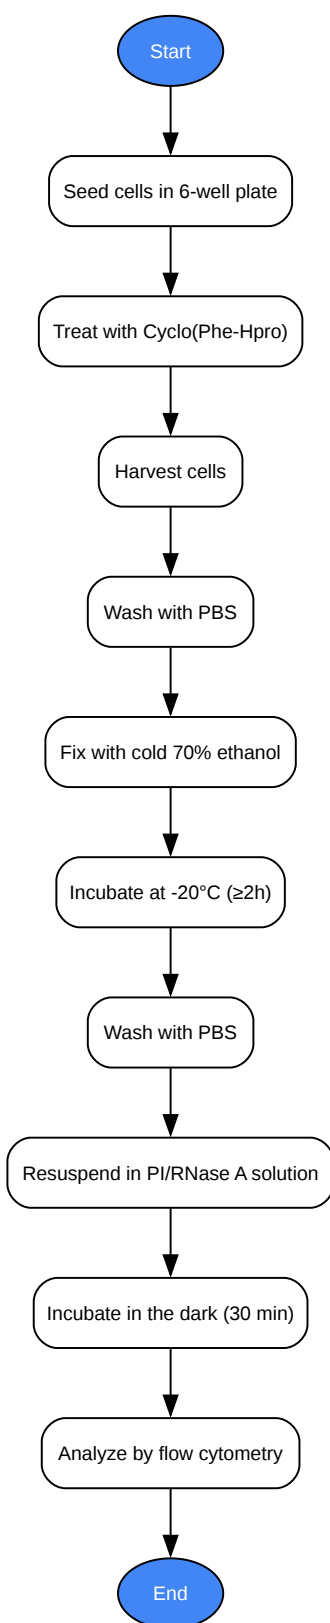 Start
Seed cells in 6-well plate
Treat with Cyclo(Phe-Hpro)
Harvest cells
Wash with PBS
Fix with cold 70% ethanol
Incubate at -20°C (≥2h)
Wash with PBS
Resuspend in PI/RNase A solution
Incubate in the dark (30 min)
Analyze by flow cytometry
End